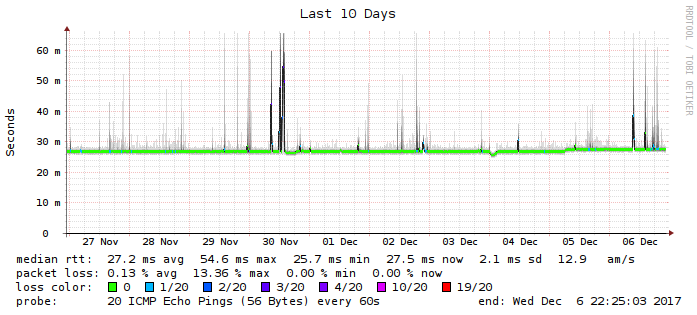 Last 10 Days
RRDTOOL / TOBI OETIKER
Seconds
60 m
50 m
40 m
30 m
20 m
10 m
0
27 Nov 28 Nov 29 Nov 30 Nov 01 Dec 02 Dec 03 Dec 04 Dec 05 Dec 06 Dec
median rtt: 27.2 ms avg 54.6 ms max 25.7 ms min 27.5 ms now 2.1 ms sd 12.9 am/s
packet loss: 0.13 % avg 13.36 % max 0.00 % min 0.00 % now
loss color: 0 1/20 2/20 3/20 4/20 10/20 19/20
probe: 20 ICMP Echo Pings (56 Bytes) every 60s end: Wed Dec 6 22:25:03 2017